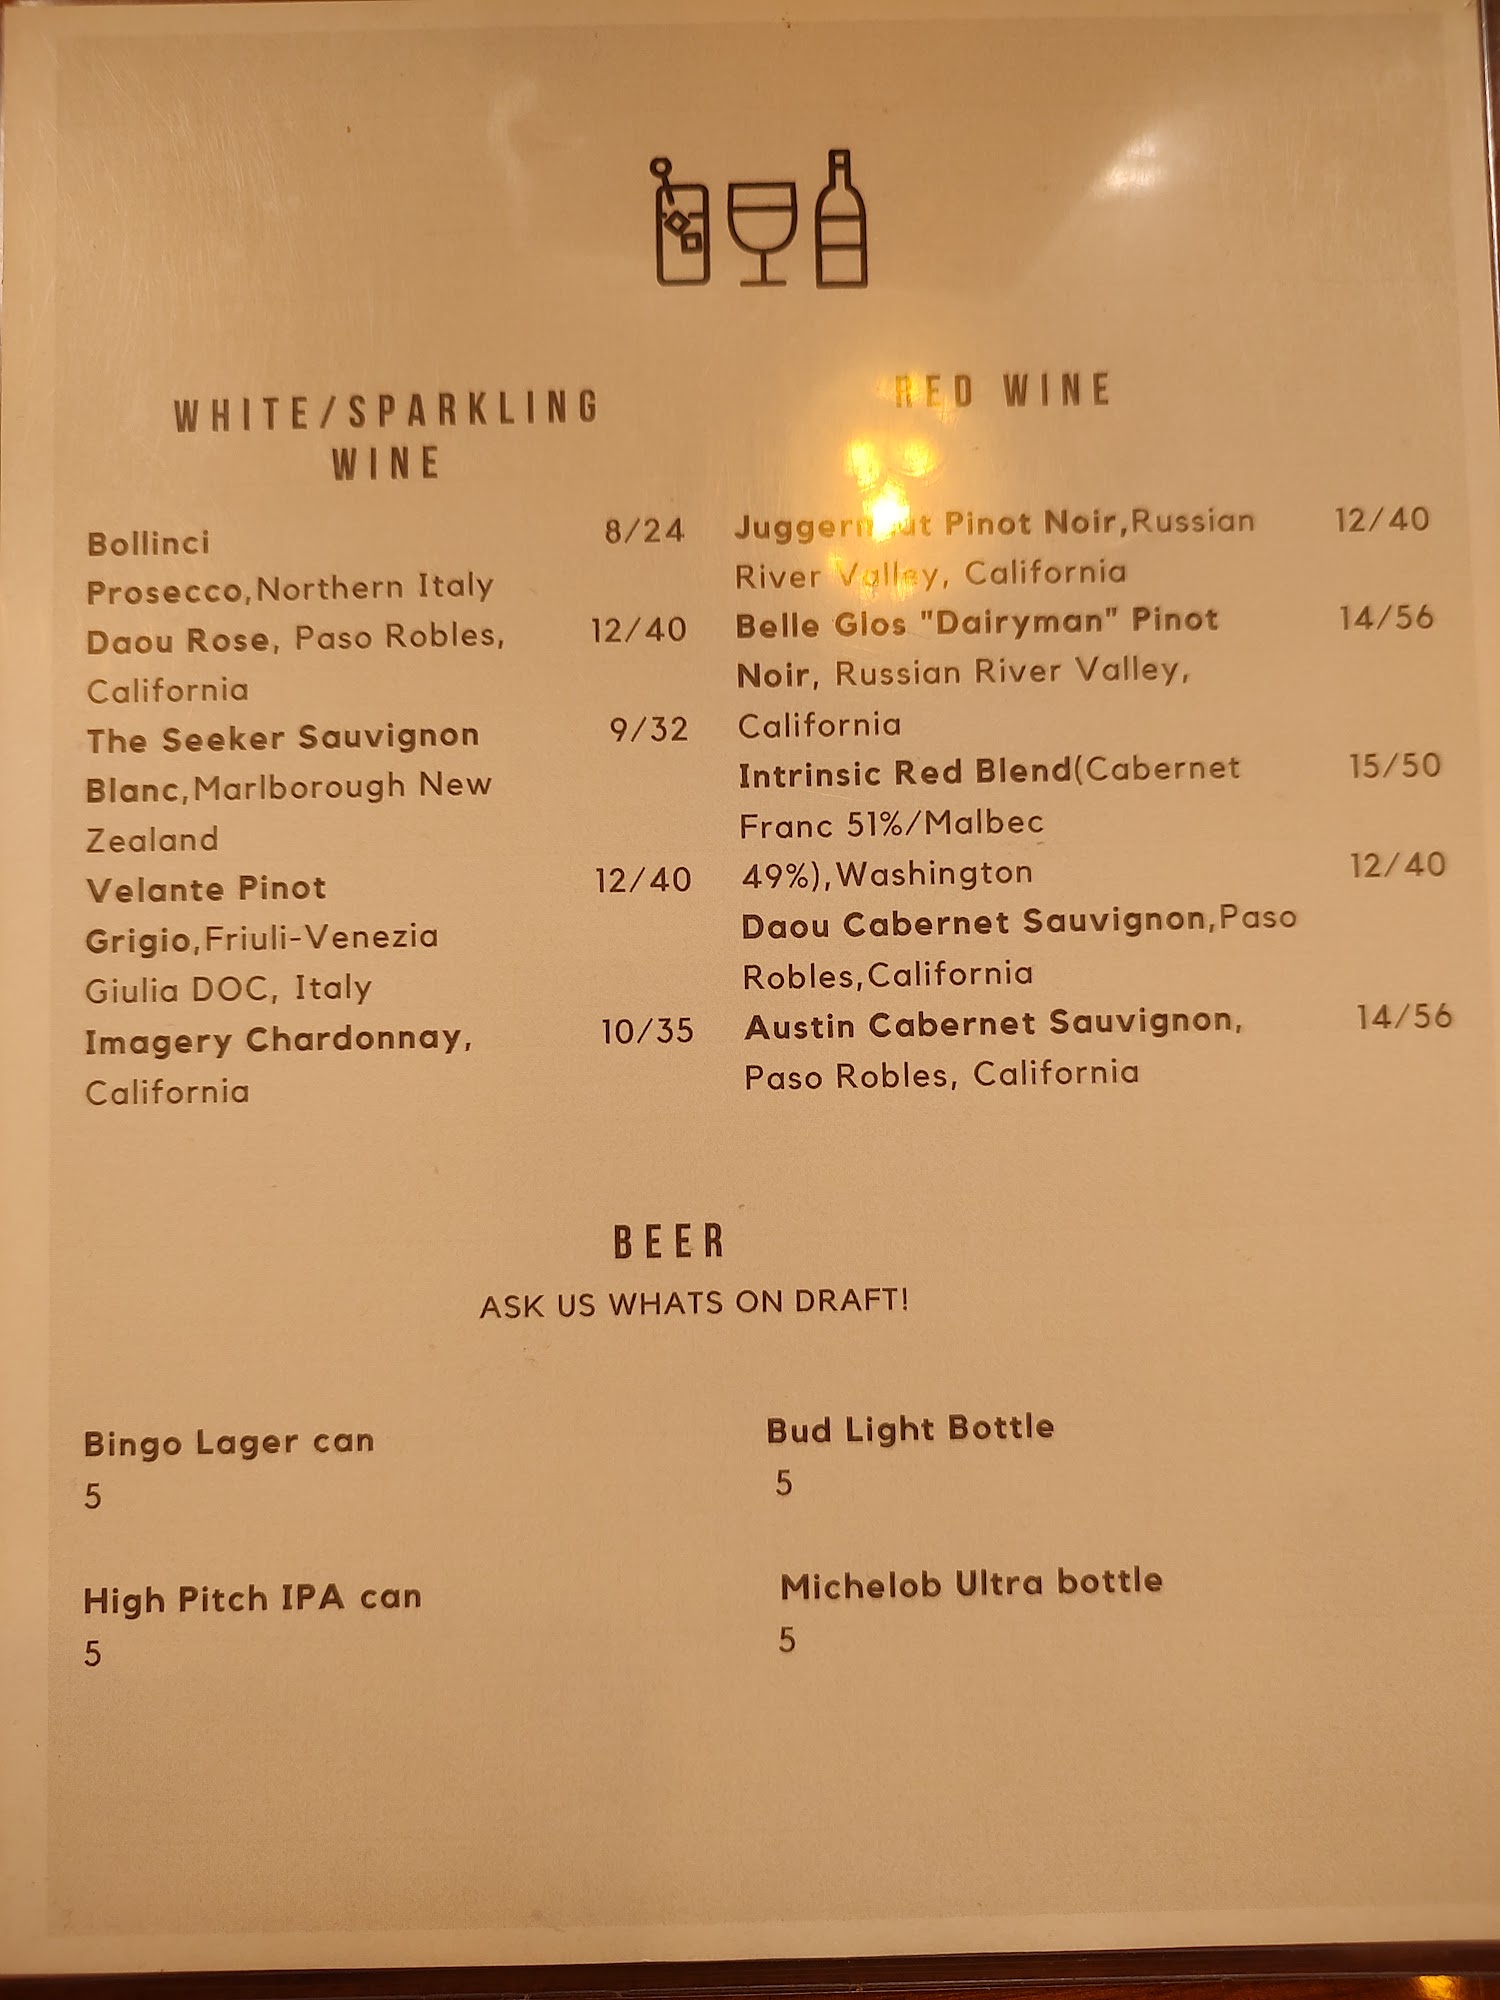 WHITE/SPARKLING
WINE
Bollinci 8/24
Prosecco,Northern Italy
Daou Rose, Paso Robles, 12/40
California
The Seeker Sauvignon 9/32
Blanc,Marlborough New
Zealand
Velante Pinot 12/40
Grigio,Friuli-Venezia
Giulia DOC, Italy
Imagery Chardonnay, 10/35
California
RED WINE
Juggernaut Pinot Noir,Russian 12/40
River Valley, California
Belle Glos "Dairyman" Pinot 14/56
Noir, Russian River Valley,
California
Intrinsic Red Blend(Cabernet 15/50
Franc 51%/Malbec
49%),Washington 12/40
Daou Cabernet Sauvignon,Paso
Robles,California
Austin Cabernet Sauvignon, 14/56
Paso Robles, California
BEER
ASK US WHATS ON DRAFT!
Bingo Lager can
5
High Pitch IPA can
5
Bud Light Bottle
5
Michelob Ultra bottle
5